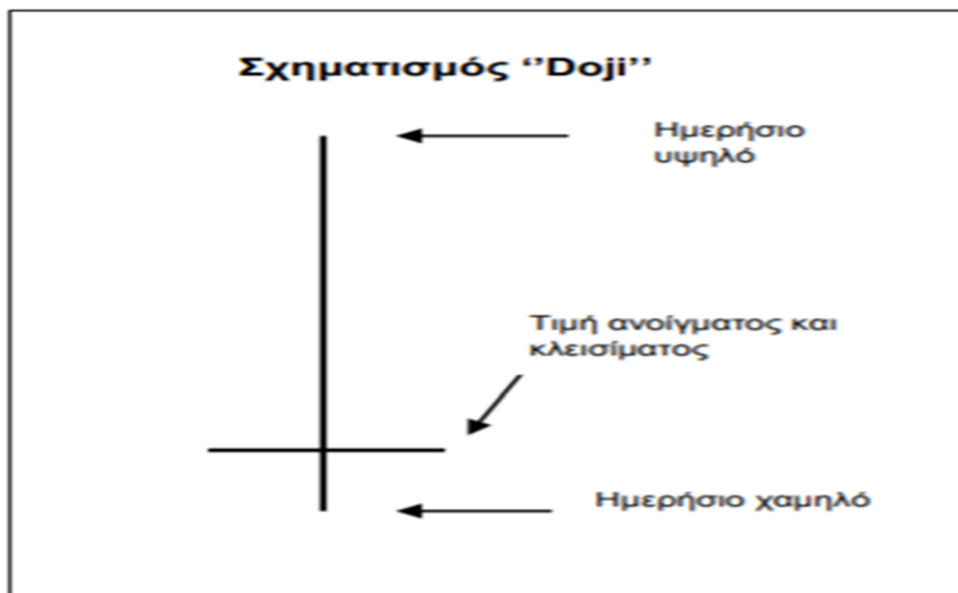 Σχηματισμός ‘’Doji’’
Ημερήσιο
υψηλό
Τιμή ανοίγματος και
κλεισίματος
Ημερήσιο χαμηλό